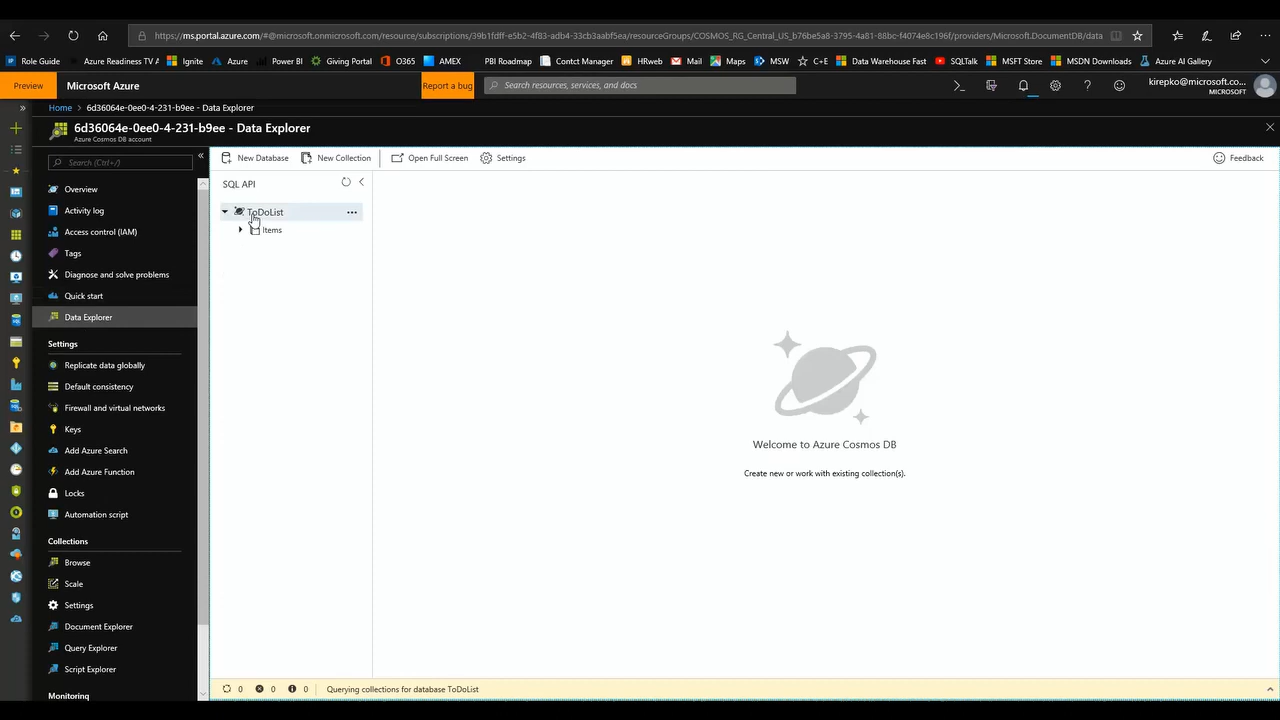 https://ms.portal.azure.com/#@microsoft.onmicrosoft.com/resource/subscriptions/39b1fdff-e5b2-4f83-adb4-33cb3aabf5ea/resourceGroups/COSMOS_RG_Central_US_b76be5a8-3795-4a81-88bc-f4074e8c196f/providers/Microsoft.DocumentDB/data
Role Guide Azure Readiness TV A Ignite Azure Power BI Giving Portal O365 AMEX PBI Roadmap Contct Manager HRweb Mail Maps MSW C+E Data Warehouse Fast SQLTalk MSFT Store MSDN Downloads Azure AI Gallery
Preview Microsoft Azure Report a bug Search resources, services, and docs kirepko@microsoft.co...
MICROSOFT
Home > 6d36064e-0ee0-4-231-b9ee - Data Explorer
6d36064e-0ee0-4-231-b9ee - Data Explorer
Azure Cosmos DB account
Search (Ctrl+/)
Overview
Activity log
Access control (IAM)
Tags
Diagnose and solve problems
Quick start
Data Explorer
Settings
Replicate data globally
Default consistency
Firewall and virtual networks
Keys
Add Azure Search
Add Azure Function
Locks
Automation script
Collections
Browse
Scale
Settings
Document Explorer
Query Explorer
Script Explorer
Monitoring
New Database New Collection Open Full Screen Settings Feedback
SQL API
ToDoList ...
Items
Welcome to Azure Cosmos DB
Create new or work with existing collection(s).
0 0 0 Querying collections for database ToDoList